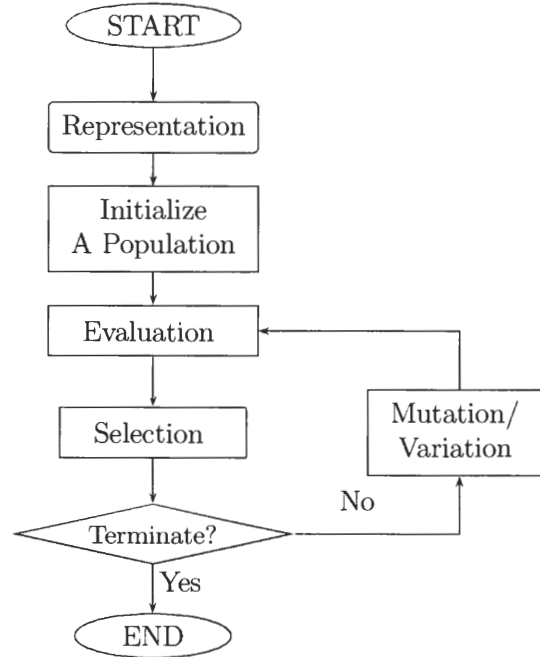 START
Representation
Initialize
A Population
Evaluation
Selection
Mutation/
Variation
No
Terminate?
Yes
END